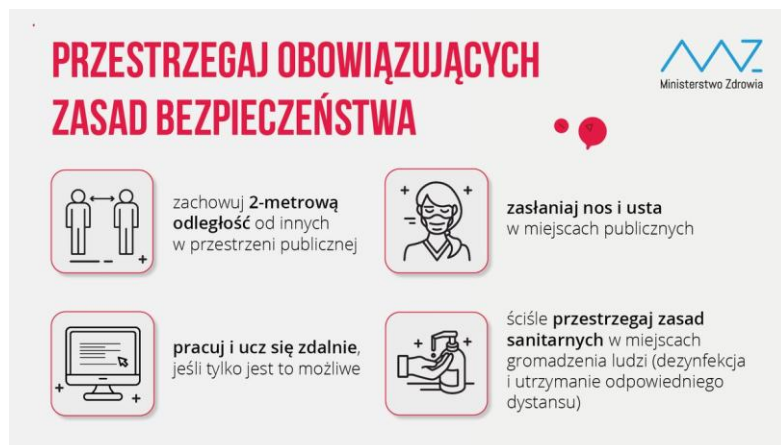 PRZESTRZEGAJ OBOWIĄZUJĄCYCH
ZASAD BEZPIECZEŃSTWA
Ministerstwo Zdrowia
zachowuj 2-metrową
odległość od innych
w przestrzeni publicznej
zasłaniaj nos i usta
w miejscach publicznych
pracuj i ucz się zdalnie,
jeśli tylko jest to możliwe
ściśle przestrzegaj zasad
sanitarnych w miejscach
gromadzenia ludzi (dezynfekcja
i utrzymanie odpowiedniego
dystansu)